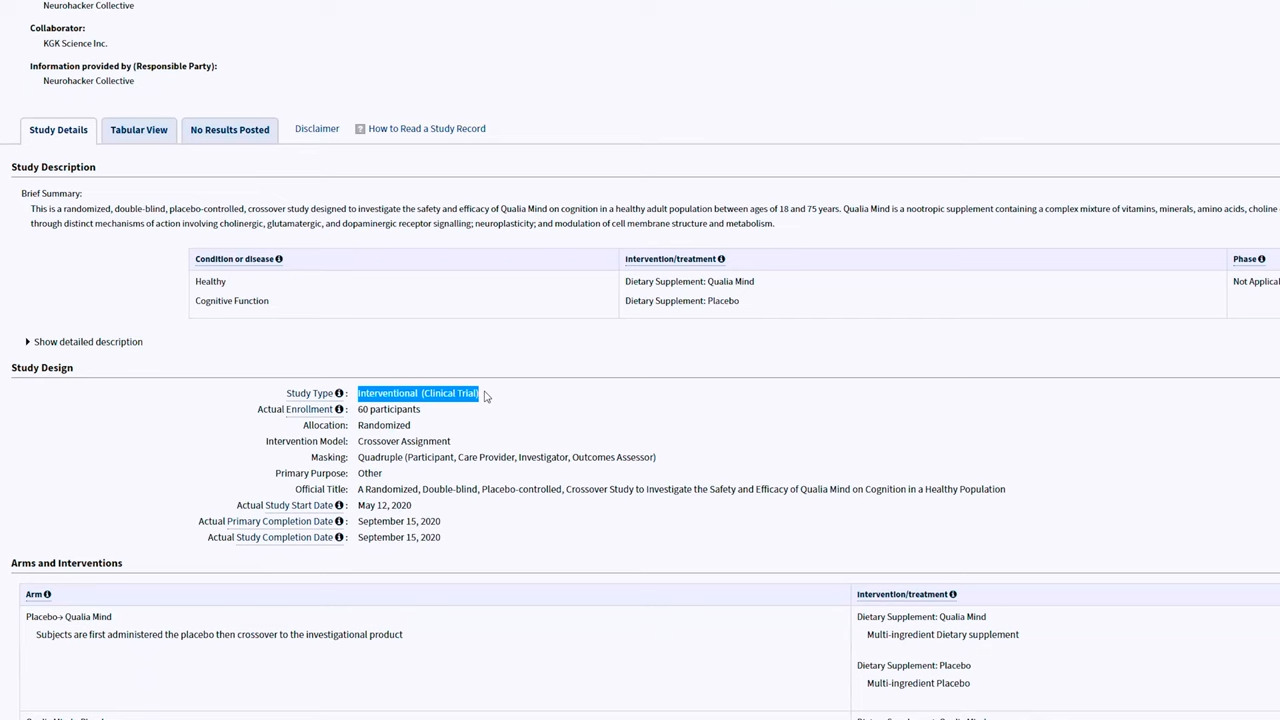 Neurohacker Collective
Collaborator:
KGK Science Inc.
Information provided by (Responsible Party):
Neurohacker Collective
Study Details Tabular View No Results Posted Disclaimer ? How to Read a Study Record
Study Description
Brief Summary:
This is a randomized, double-blind, placebo-controlled, crossover study designed to investigate the safety and efficacy of Qualia Mind on cognition in a healthy adult population between ages of 18 and 75 years. Qualia Mind is a nootropic supplement containing a complex mixture of vitamins, minerals, amino acids, choline
through distinct mechanisms of action involving cholinergic, glutamatergic, and dopaminergic receptor signalling; neuroplasticity; and modulation of cell membrane structure and metabolism.
Condition or disease Intervention/treatment Phase
Healthy Dietary Supplement: Qualia Mind Not Applica
Cognitive Function Dietary Supplement: Placebo
Show detailed description
Study Design
Study Type : Interventional (Clinical Trial)
Actual Enrollment : 60 participants
Allocation: Randomized
Intervention Model: Crossover Assignment
Masking: Quadruple (Participant, Care Provider, Investigator, Outcomes Assessor)
Primary Purpose: Other
Official Title: A Randomized, Double-blind, Placebo-controlled, Crossover Study to Investigate the Safety and Efficacy of Qualia Mind on Cognition in a Healthy Population
Actual Study Start Date : May 12, 2020
Actual Primary Completion Date : September 15, 2020
Actual Study Completion Date : September 15, 2020
Arms and Interventions
Arm Intervention/treatment
Placebo→ Qualia Mind Dietary Supplement: Qualia Mind
Subjects are first administered the placebo then crossover to the investigational product Multi-ingredient Dietary supplement
Dietary Supplement: Placebo
Multi-ingredient Placebo